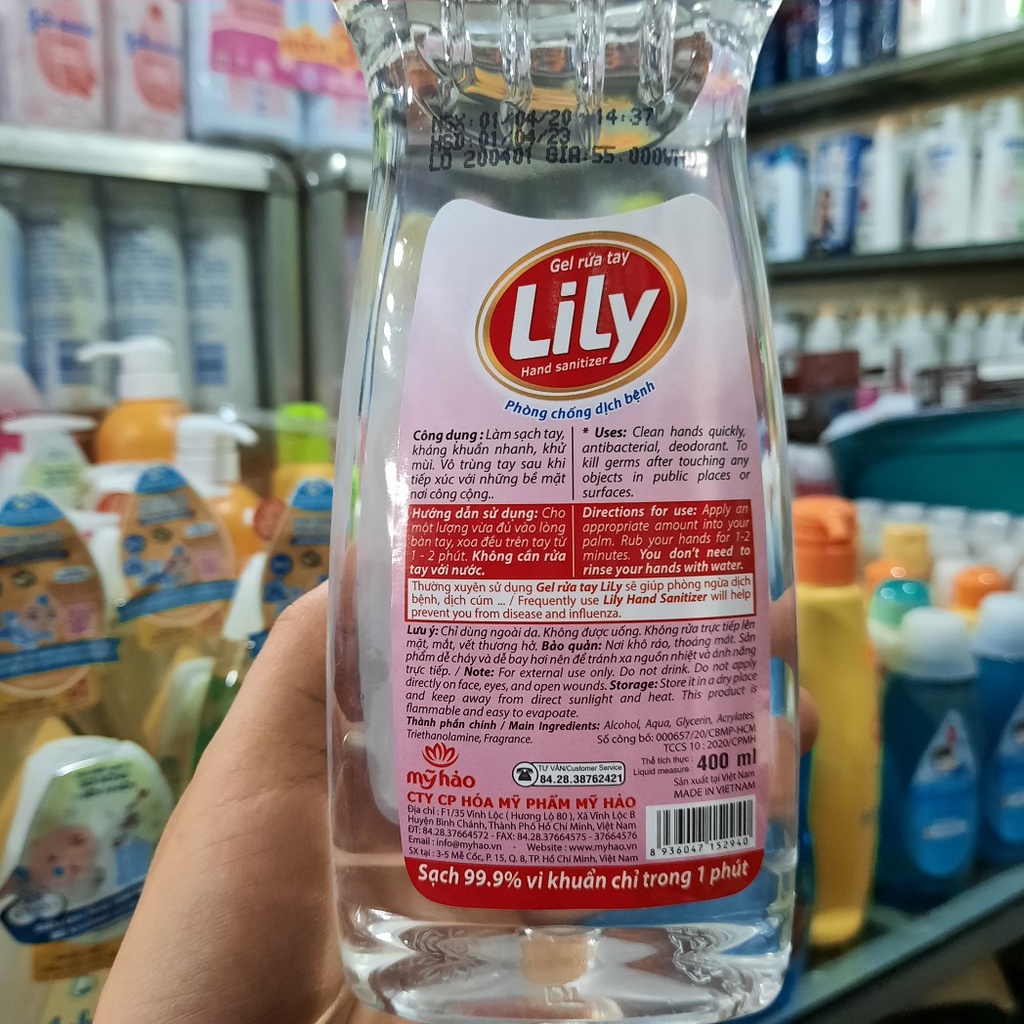 NSX: 01/04/20 14:37
HSD: 01/04/23
LO 200401 GIA:55.000VND
Gel rửa tay
LiLy
Hand sanitizer
Phòng chống dịch bệnh
Công dụng : Làm sạch tay,
kháng khuẩn nhanh, khử
mùi. Vô trùng tay sau khi
tiếp xúc với những bề mặt
nơi công cộng..
* Uses: Clean hands quickly,
antibacterial, deodorant. To
kill germs after touching any
objects in public places or
surfaces.
Hướng dẫn sử dụng: Cho
một lượng vừa đủ vào lòng
bàn tay, xoa đều trên tay từ
1 - 2 phút. Không cần rửa
tay với nước.
Directions for use: Apply an
appropriate amount into your
palm. Rub your hands for 1-2
minutes. You don't need to
rinse your hands with water.
Thường xuyên sử dụng Gel rửa tay LiLy sẽ giúp phòng ngừa dịch
bệnh, dịch cúm ... / Frequently use Lily Hand Sanitizer will help
prevent you from disease and influenza.
Lưu ý: Chỉ dùng ngoài da. Không được uống. Không rửa trực tiếp lên
mặt, mắt, vết thương hở. Bảo quản: Nơi khô ráo, thoáng mát. Sản
phẩm dễ cháy và dễ bay hơi nên để tránh xa nguồn nhiệt và ánh nắng
trực tiếp. / Note: For external use only. Do not drink. Do not apply
directly on face, eyes, and open wounds. Storage: Store it in a dry place
and keep away from direct sunlight and heat. This product is
flammable and easy to evapoate.
Thành phần chính / Main Ingredients: Alcohol, Aqua, Glycerin, Acrylates,
Triethanolamine, Fragrance.
Số công bố: 000657/20/CBMP-HCM
TCCS 10 : 2020/CPMH
mỹ hảo
TƯ VẤN/Customer Service
84.28.38762421
Thể tích thực :
Liquid measure : 400 ml
Sản xuất tại Việt Nam
MADE IN VIETNAM
CTY CP HÓA MỸ PHẨM MỸ HẢO
Địa chỉ : F1/35 Vĩnh Lộc ( Hương Lộ 80 ), Xã Vĩnh Lộc B
Huyện Bình Chánh, Thành Phố Hồ Chí Minh, Việt Nam
ĐT: 84.28.37664572 - FAX: 84.28.37664575 - 37664576
Email : info@myhao.vn - Website : www.myhao.vn
SX tại : 3-5 Mễ Cốc, P. 15, Q. 8, TP. Hồ Chí Minh, Việt Nam
8 936047 152940
Sạch 99.9% vi khuẩn chỉ trong 1 phút